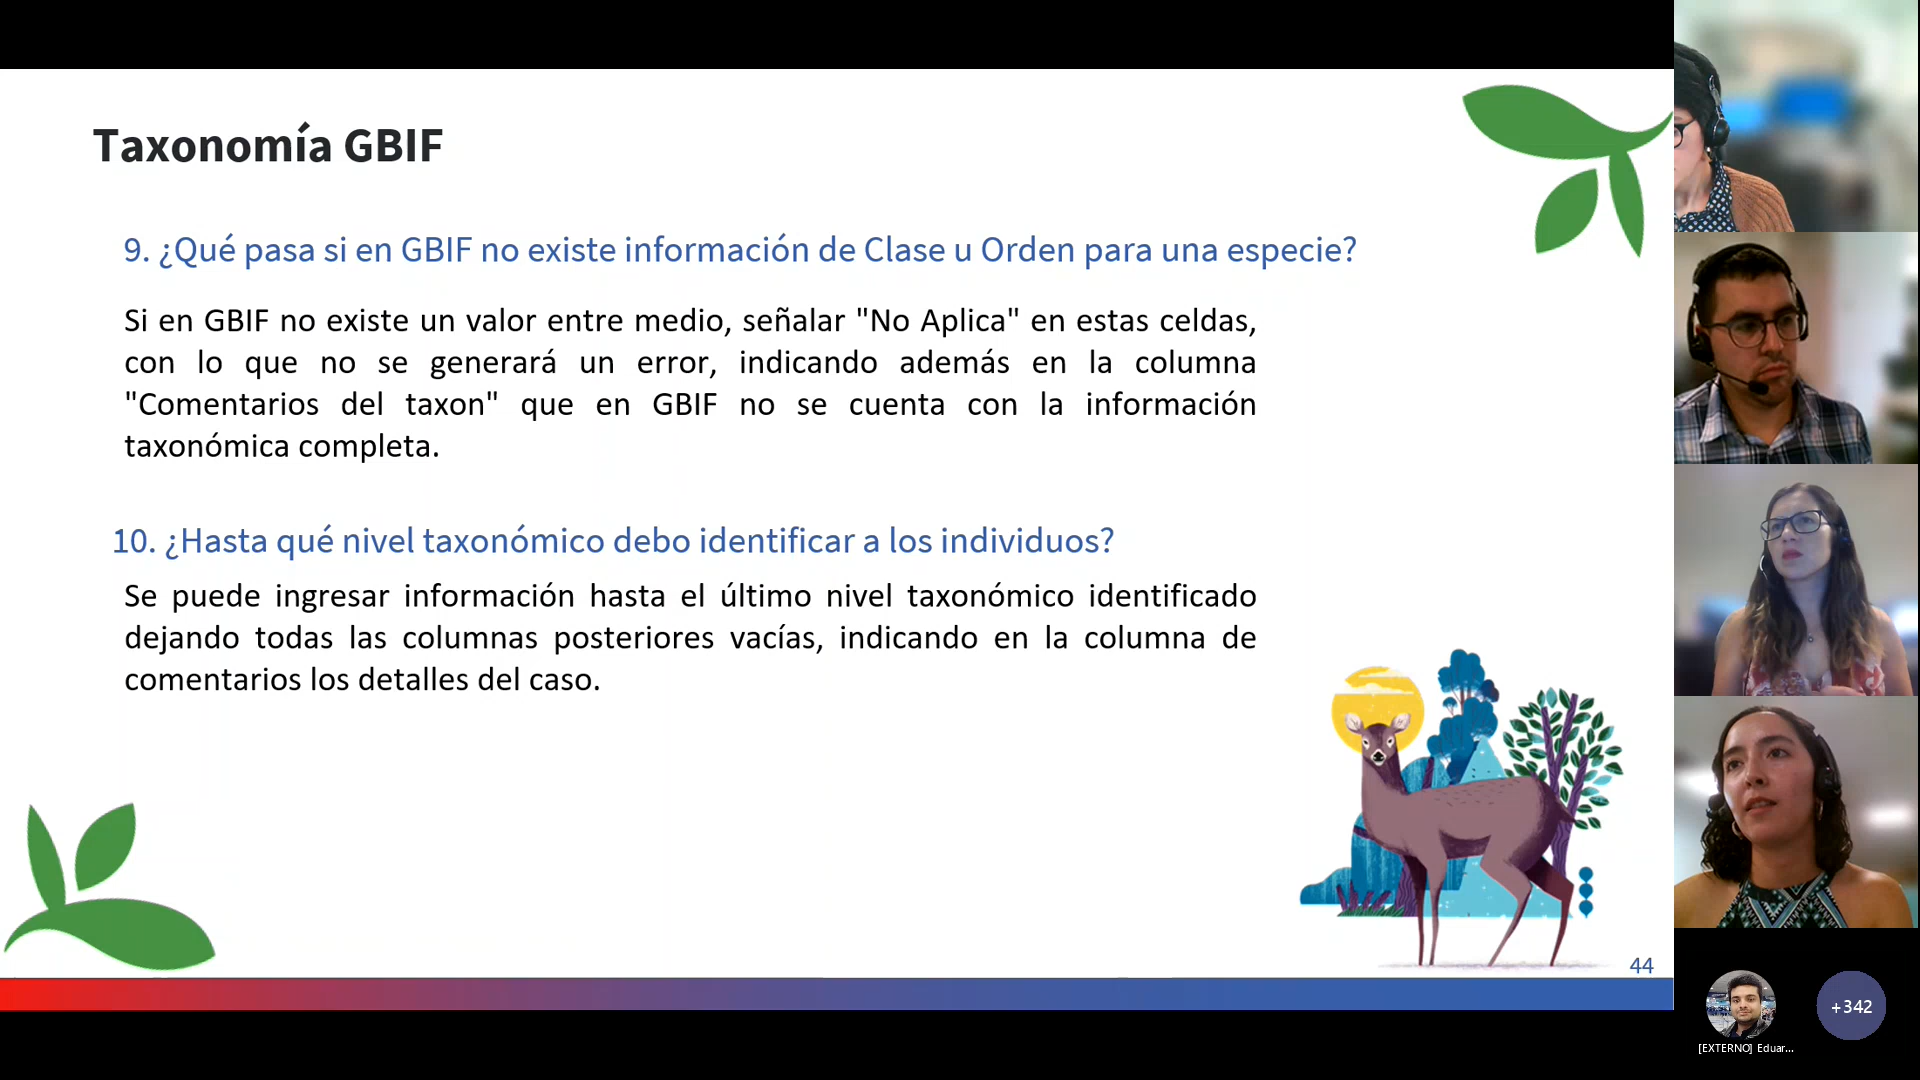 Taxonomía GBIF
9. ¿Qué pasa si en GBIF no existe información de Clase u Orden para una especie?
Si en GBIF no existe un valor entre medio, señalar "No Aplica" en estas celdas,
con lo que no se generará un error, indicando además en la columna
"Comentarios del taxon" que en GBIF no se cuenta con la información
taxonómica completa.
10. ¿Hasta qué nivel taxonómico debo identificar a los individuos?
Se puede ingresar información hasta el último nivel taxonómico identificado
dejando todas las columnas posteriores vacías, indicando en la columna de
comentarios los detalles del caso.
44
+342
[EXTERNO] Eduar...